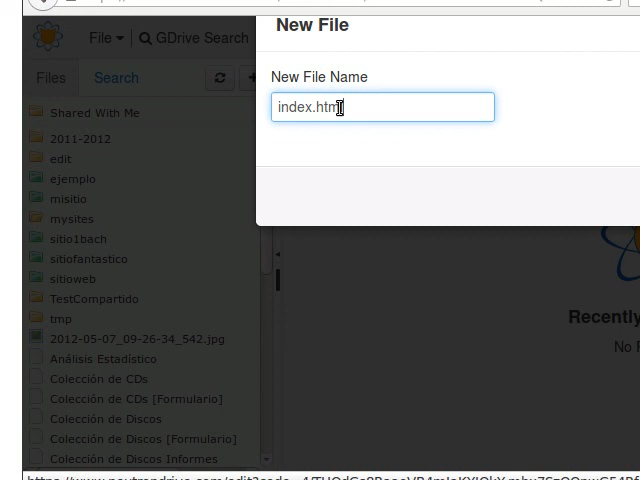 New File
File
GDrive Search
New File Name
Files
Search
index.htm
Shared With Me
2011-2012
edit
ejemplo
misitio
mysites
sitio1bach
sitiofantastico
sitioweb
TestCompartido
tmp
2012-05-07_09-26-34_542.jpg
Análisis Estadístico
Colección de CDs
Colección de CDs [Formulario]
Colección de Discos
Colección de Discos [Formulario]
Colección de Discos Informes
Recently
No